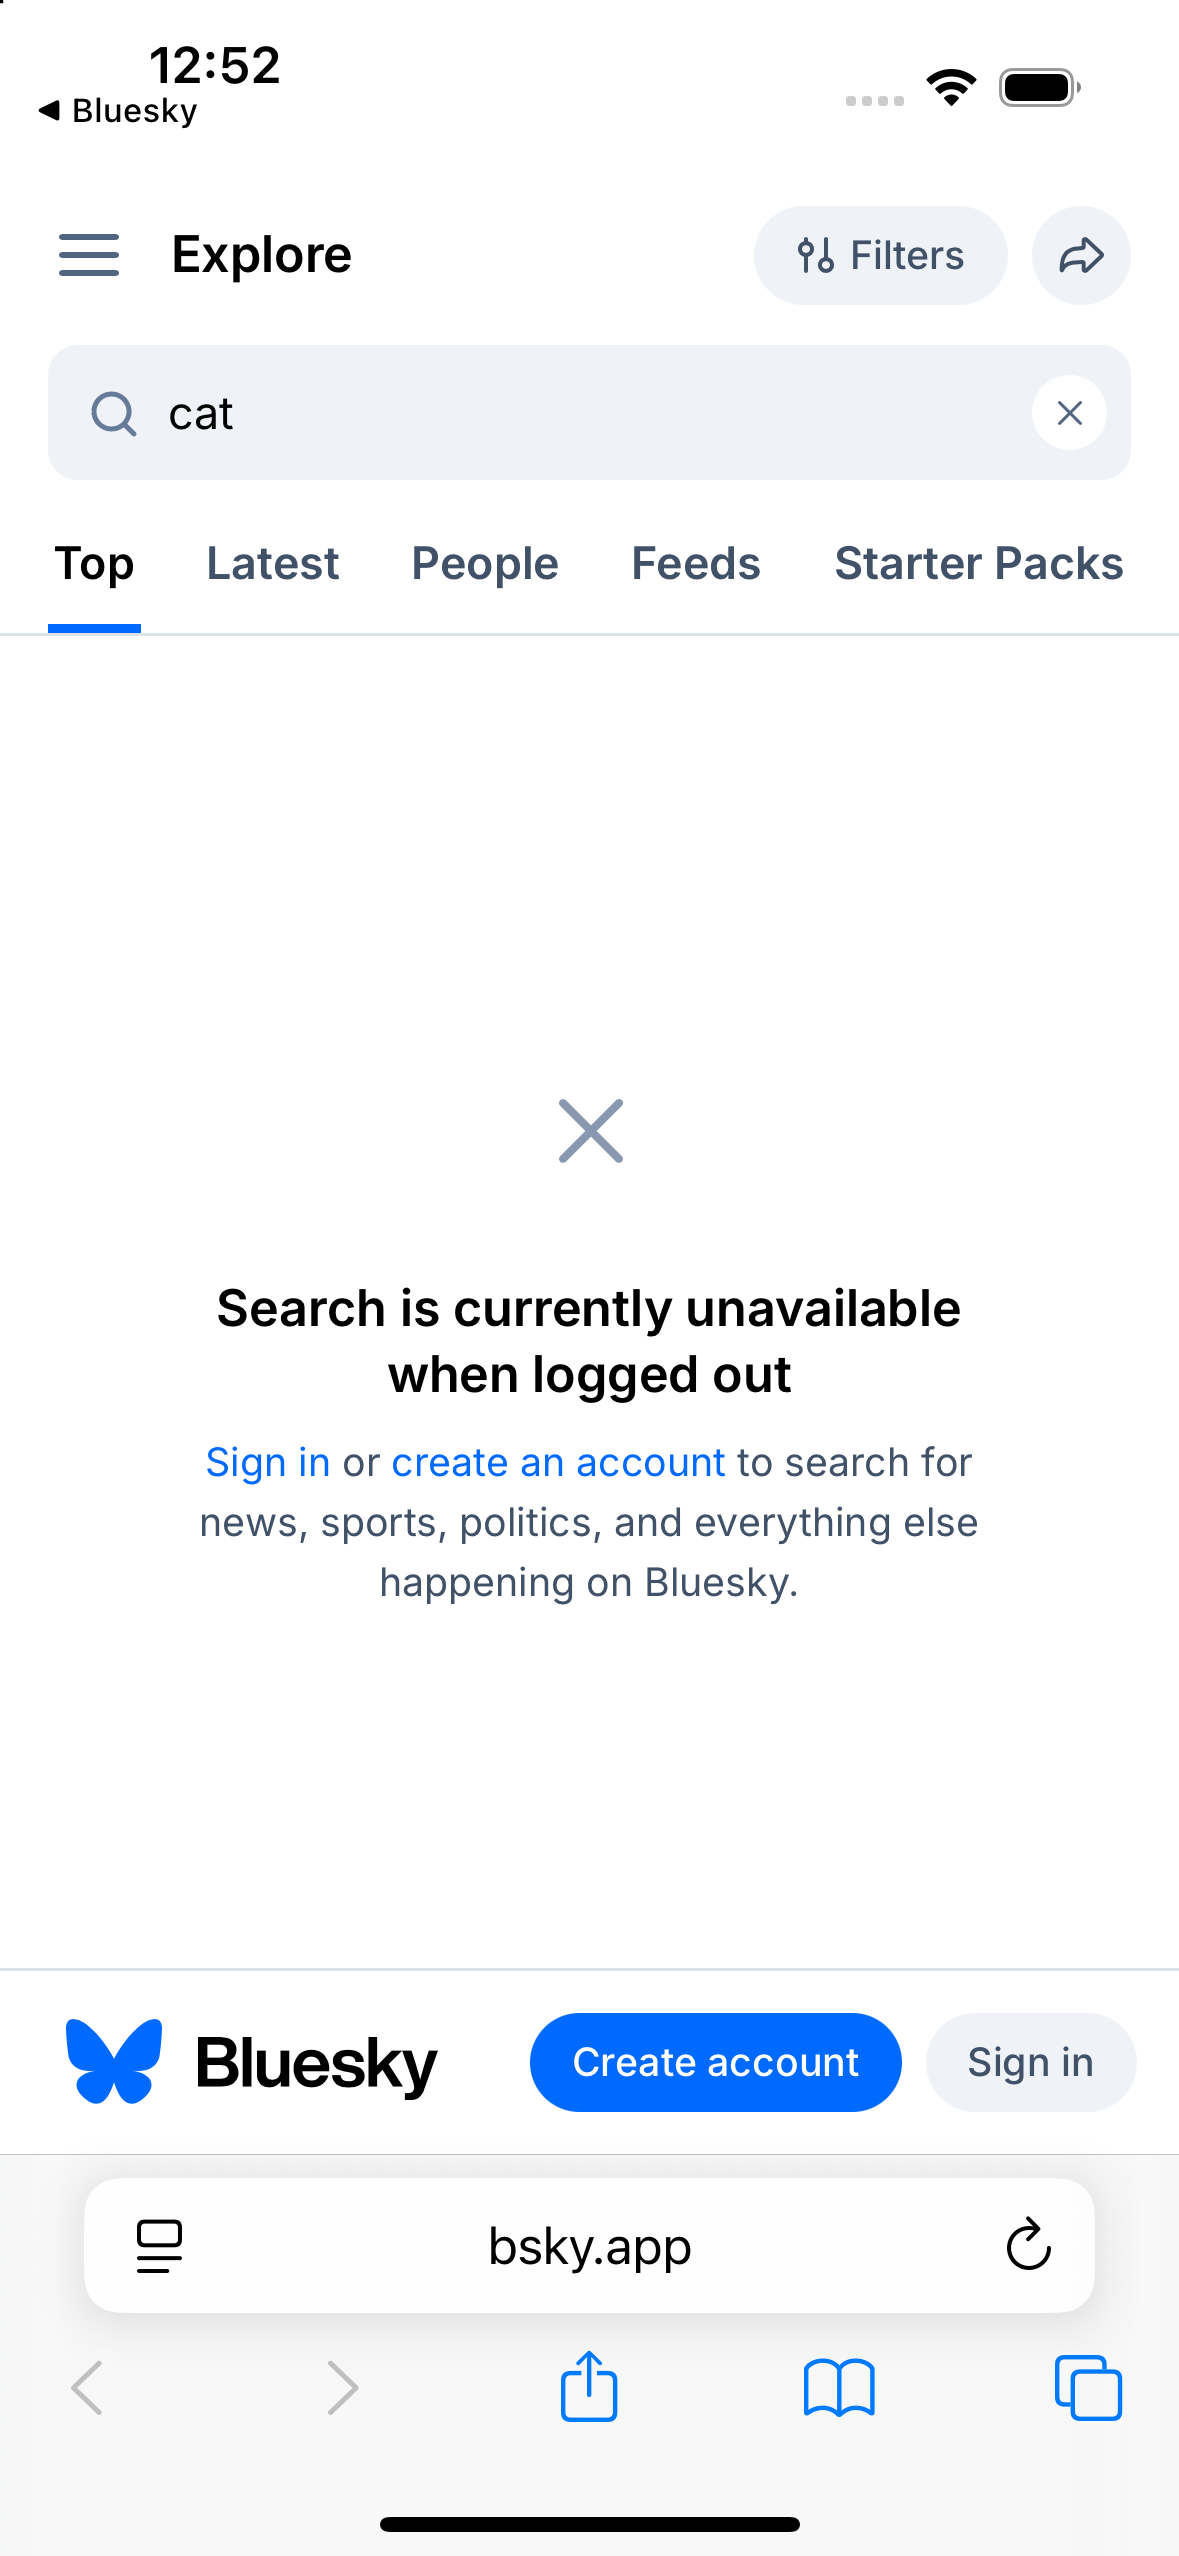 12:52
Bluesky
Explore
Filters
cat
Top Latest People Feeds Starter Packs
Search is currently unavailable
when logged out
Sign in or create an account to search for
news, sports, politics, and everything else
happening on Bluesky.
Bluesky
Create account
Sign in
bsky.app